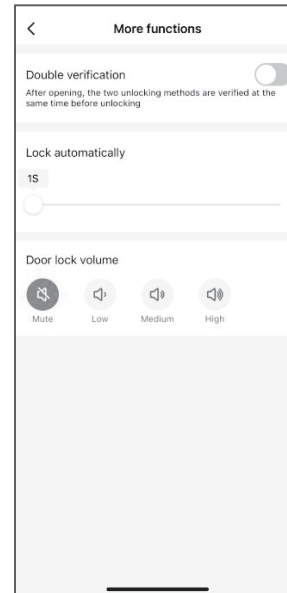 More functions
Double verification
After opening, the two unlocking methods are verified at the
same time before unlocking
Lock automatically
1S
Door lock volume
Mute Low Medium High